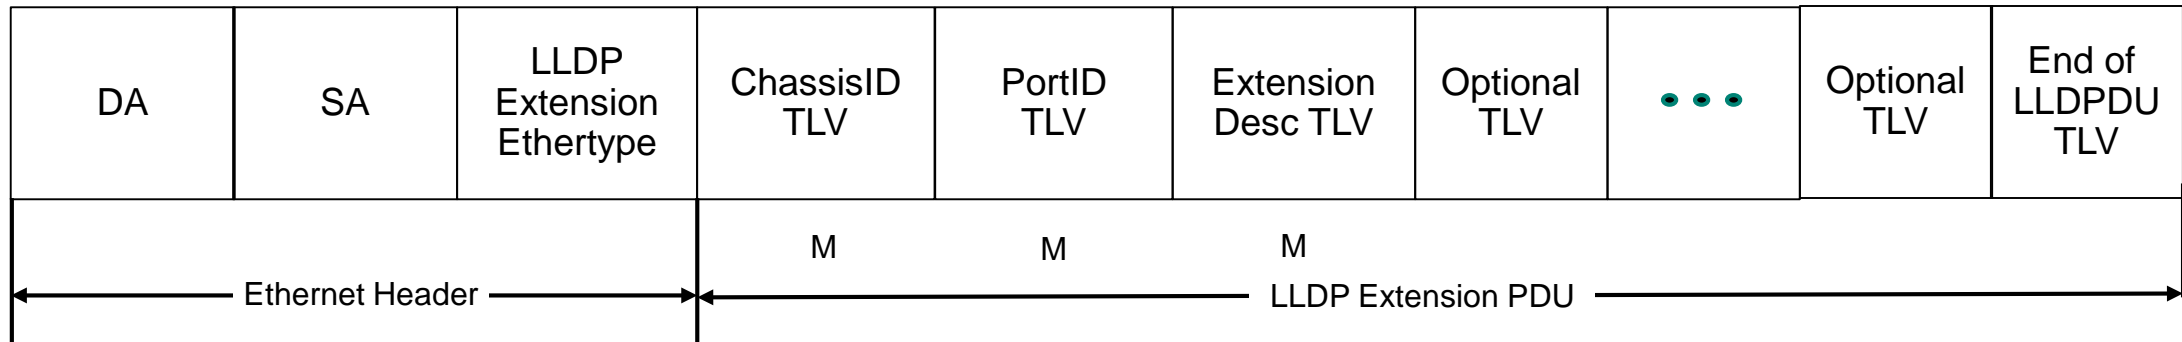 DA
SA
LLDP
Extension
Ethertype
ChassisID
TLV
PortID
TLV
Extension
Desc TLV
Optional
TLV
Optional
TLV
End of
LLDPDU
TLV
M
M
M
Ethernet Header
LLDP Extension PDU